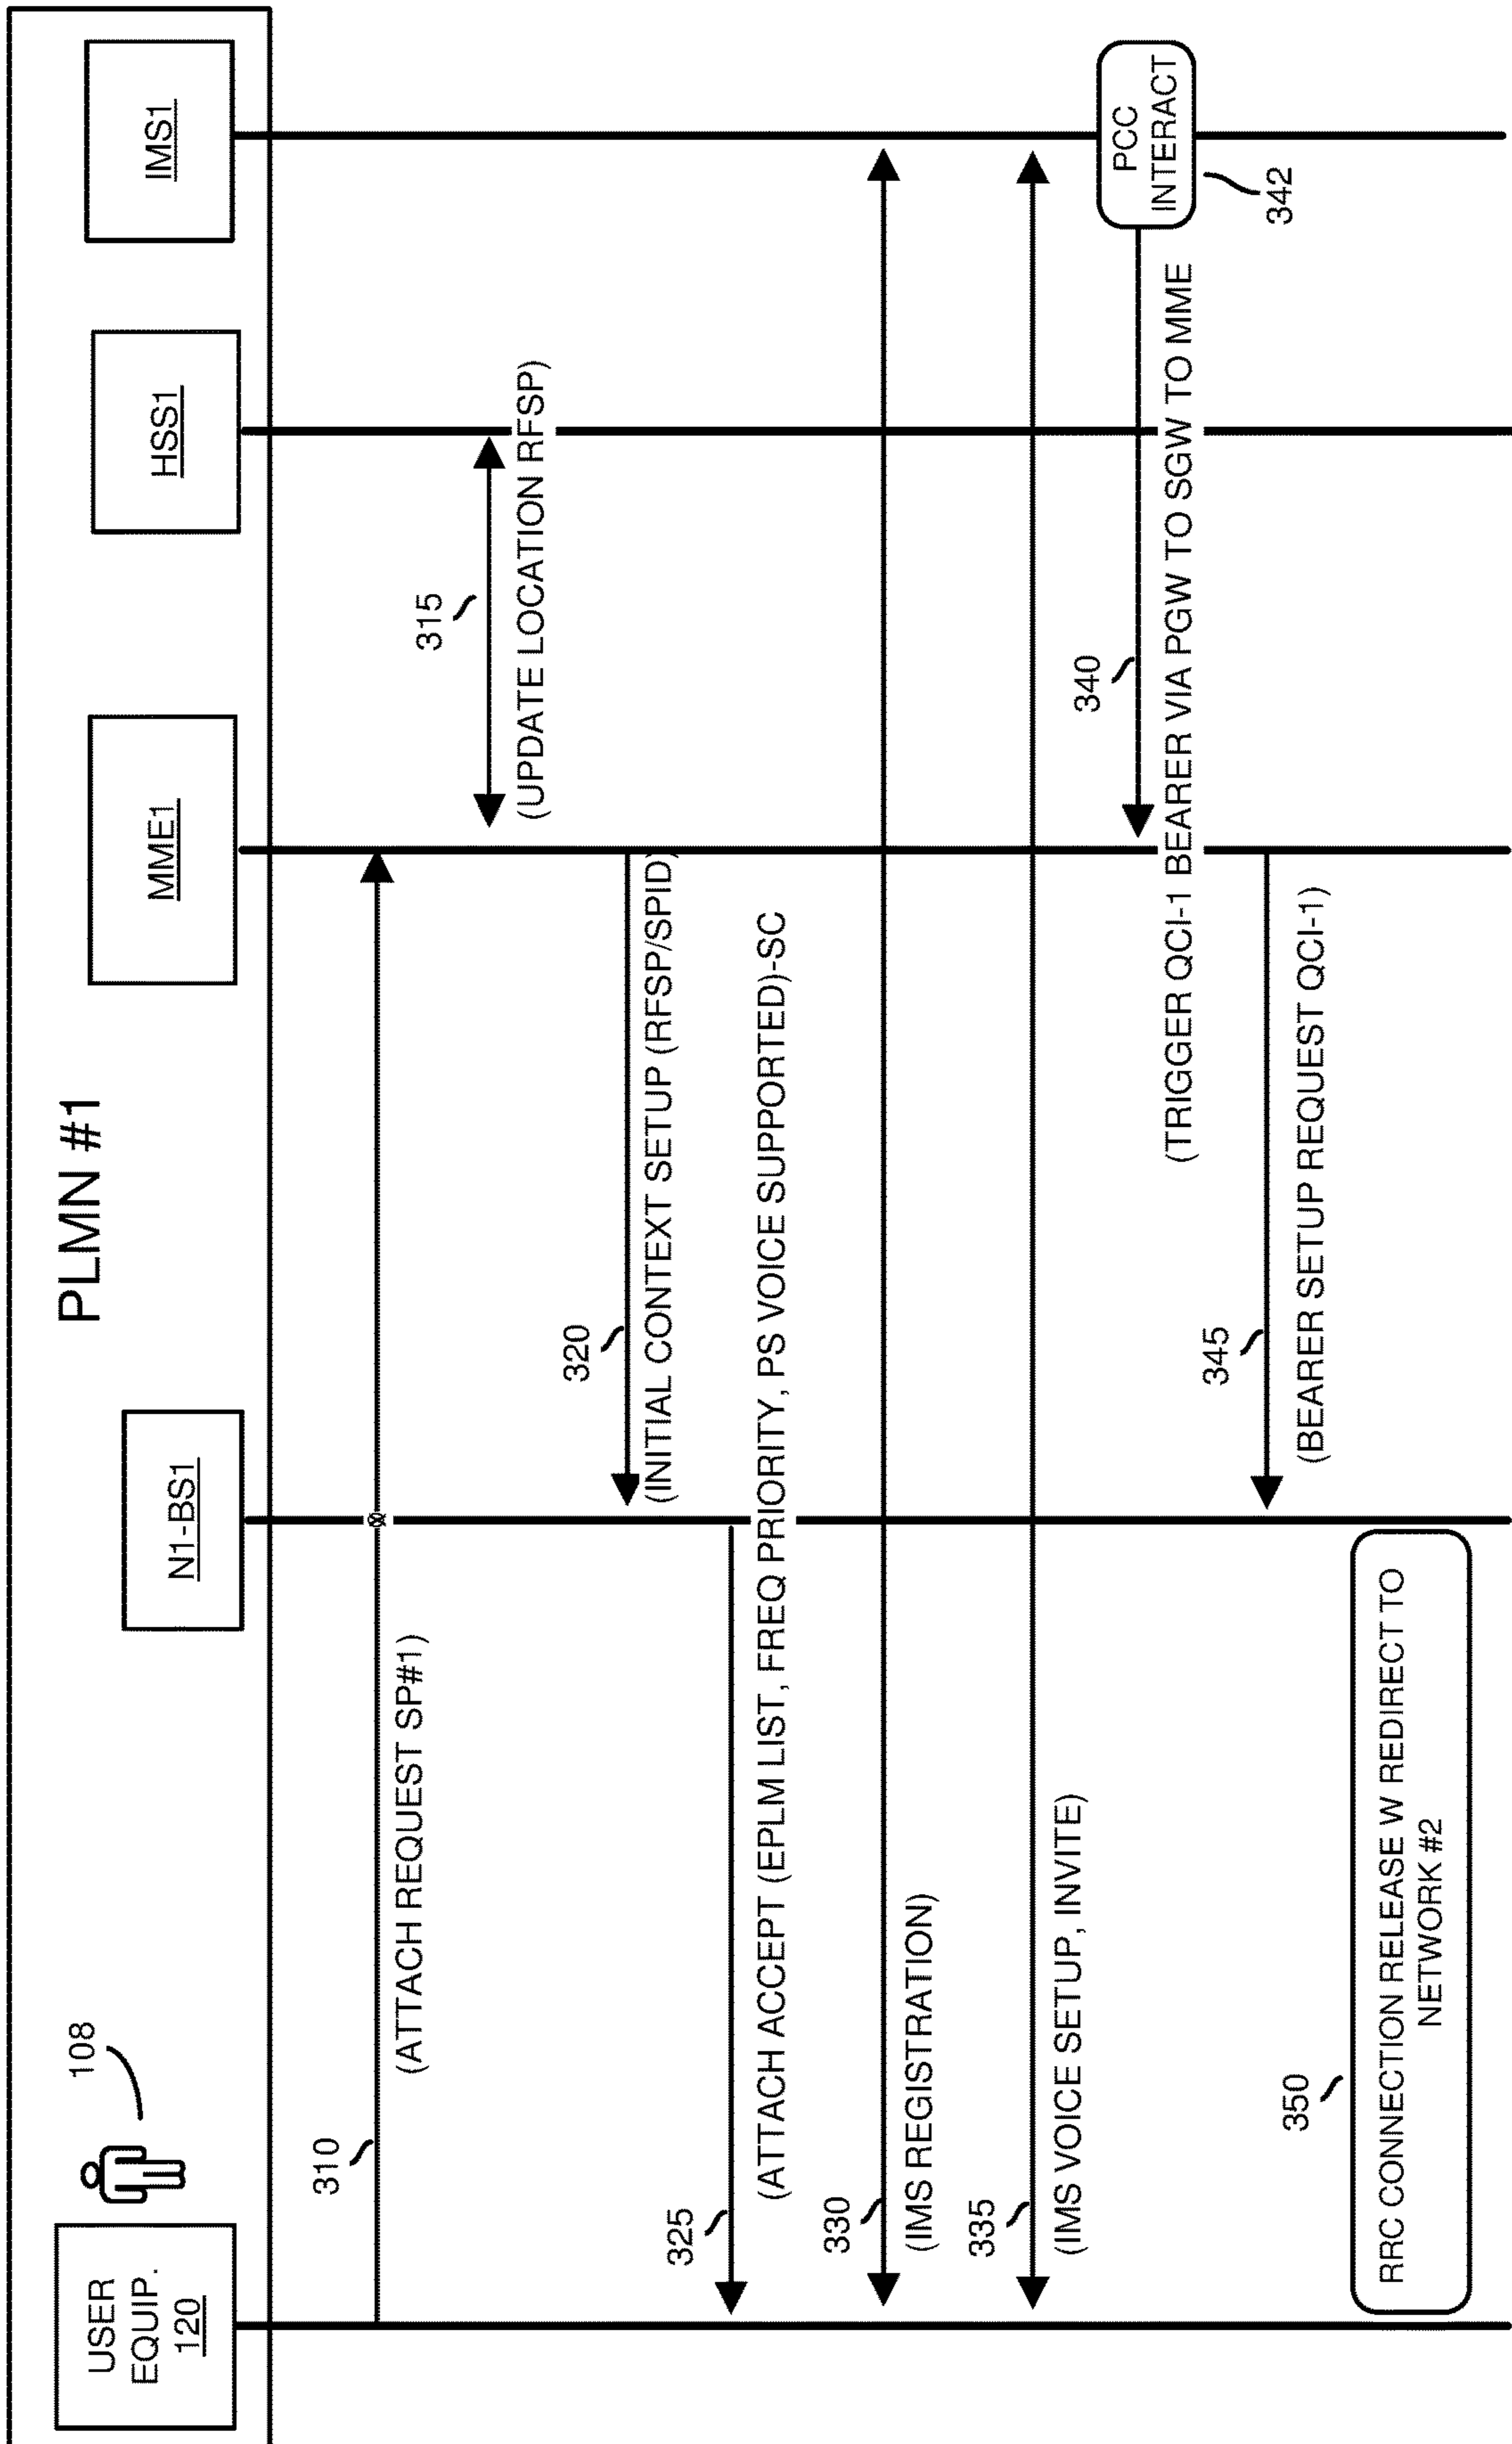 PLMN #1
USER
EQUIP.
120
108
N1-BS1
MME1
HSS1
IMS1
310
(ATTACH REQUEST SP#1)
315
(UPDATE LOCATION RFSP)
320
(INITIAL CONTEXT SETUP (RFSP/SPID)
325
(ATTACH ACCEPT (EPLM LIST, FREQ PRIORITY, PS VOICE SUPPORTED)-SC
330
(IMS REGISTRATION)
335
(IMS VOICE SETUP, INVITE)
PCC
INTERACT
342
340
(TRIGGER QCI-1 BEARER VIA PGW TO SGW TO MME
345
(BEARER SETUP REQUEST QCI-1)
350
RRC CONNECTION RELEASE W REDIRECT TO
NETWORK #2